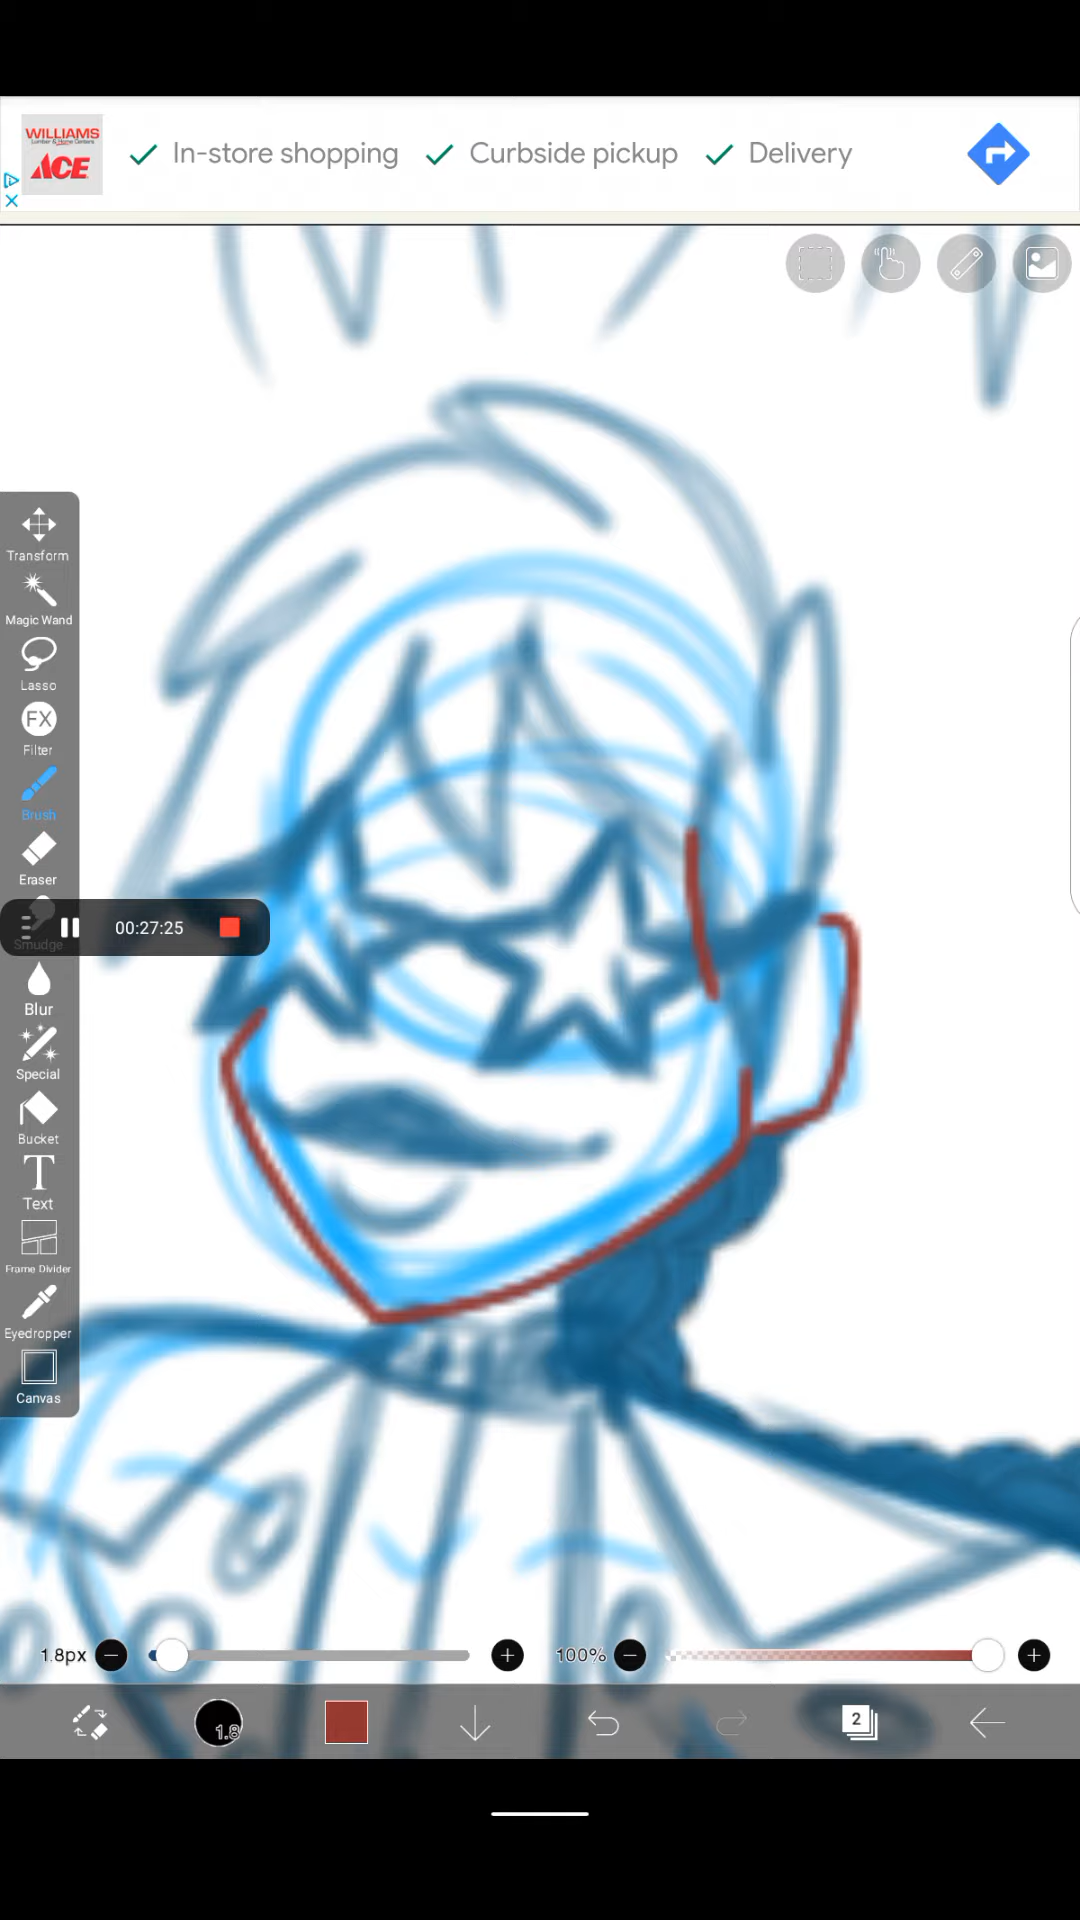 WILLIAMS
Lumber & Home Centers
ACE
In-store shopping
Curbside pickup
Delivery
Transform
Magic Wand
Lasso
FX
Filter
Brush
Eraser
00:27:25
Smudge
Blur
Special
Bucket
T
Text
Frame Divider
Eyedropper
Canvas
1.8px
100%
1.8
2